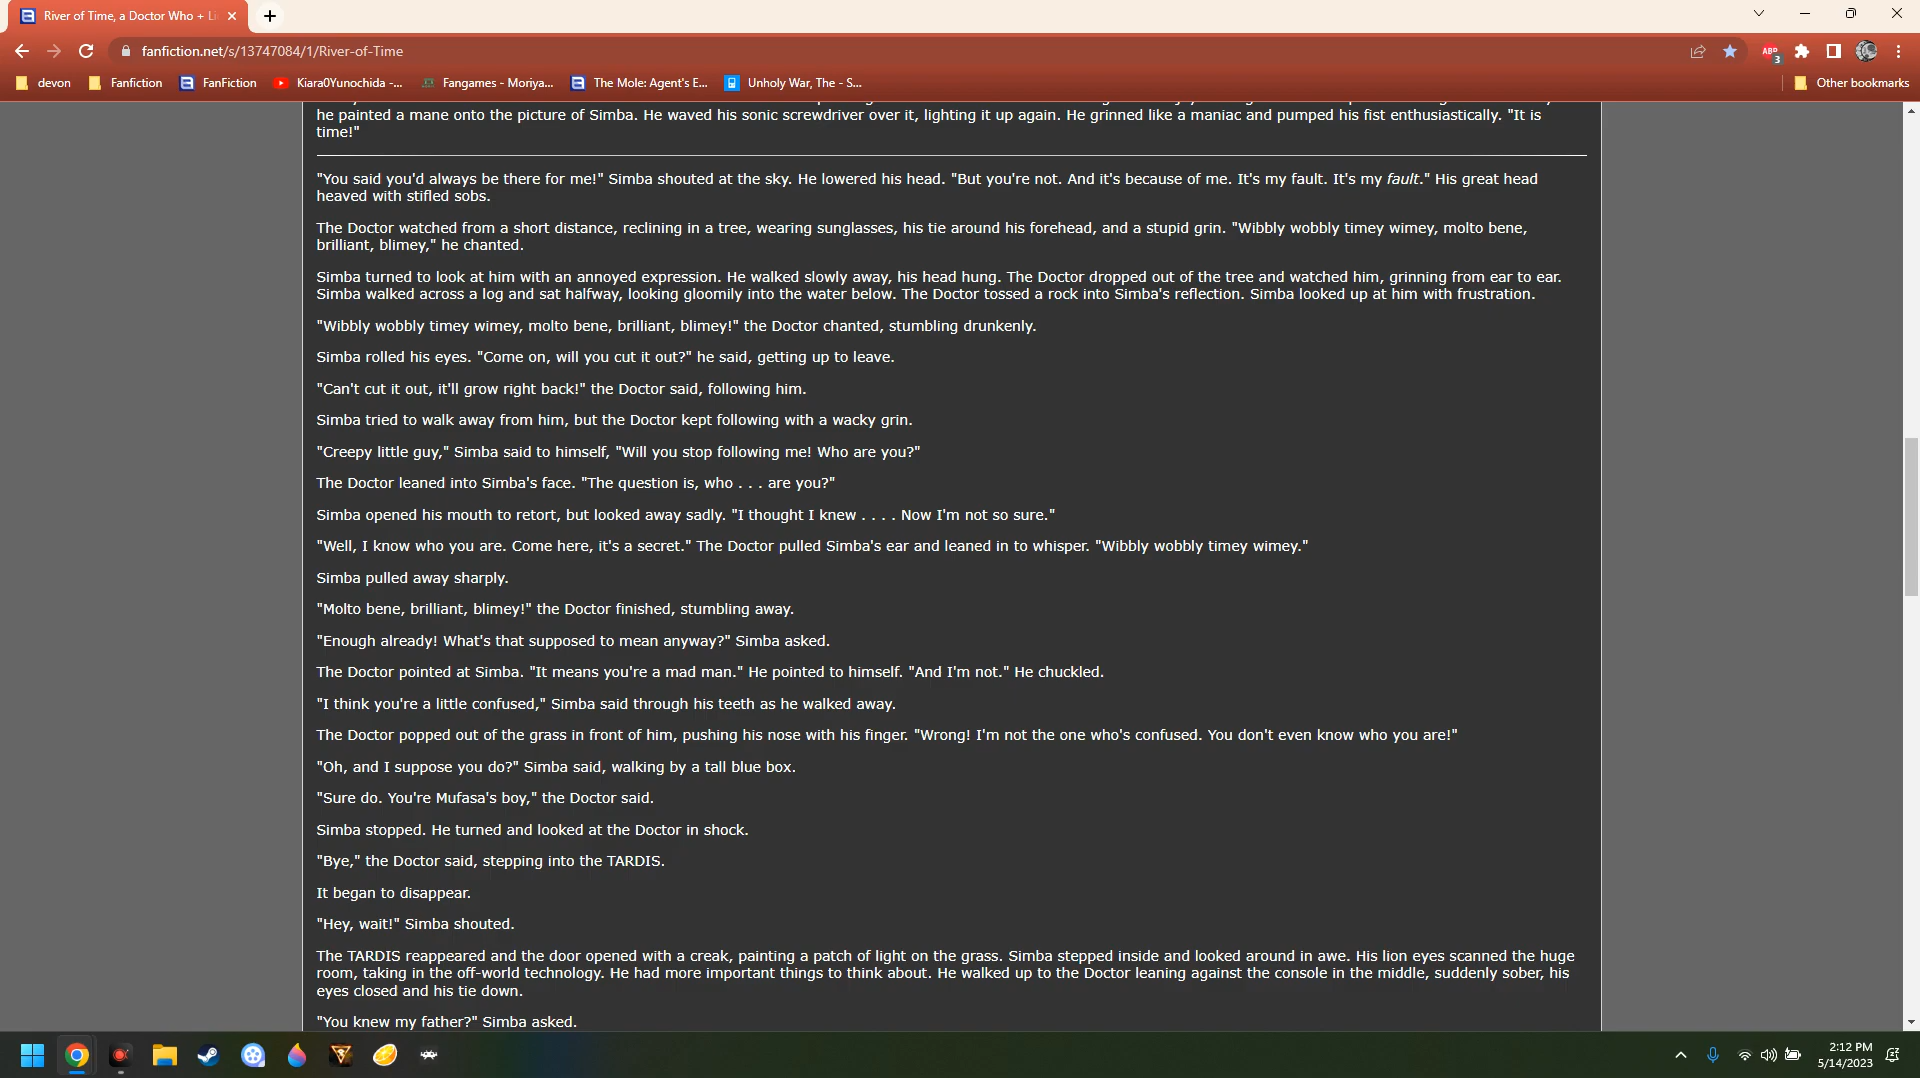 River of Time, a Doctor Who + Li
fanfiction.net/s/13747084/1/River-of-Time
ABP
3
devon
Fanfiction
FanFiction
Kiara0Yunochida -...
Fangames - Moriya...
The Mole: Agent's E...
Unholy War, The - S...
Other bookmarks
he painted a mane onto the picture of Simba. He waved his sonic screwdriver over it, lighting it up again. He grinned like a maniac and pumped his fist enthusiastically. "It is
time!"
"You said you'd always be there for me!" Simba shouted at the sky. He lowered his head. "But you're not. And it's because of me. It's my fault. It's my fault." His great head
heaved with stifled sobs.
The Doctor watched from a short distance, reclining in a tree, wearing sunglasses, his tie around his forehead, and a stupid grin. "Wibbly wobbly timey wimey, molto bene,
brilliant, blimey," he chanted.
Simba turned to look at him with an annoyed expression. He walked slowly away, his head hung. The Doctor dropped out of the tree and watched him, grinning from ear to ear.
Simba walked across a log and sat halfway, looking gloomily into the water below. The Doctor tossed a rock into Simba's reflection. Simba looked up at him with frustration.
"Wibbly wobbly timey wimey, molto bene, brilliant, blimey!" the Doctor chanted, stumbling drunkenly.
Simba rolled his eyes. "Come on, will you cut it out?" he said, getting up to leave.
"Can't cut it out, it'll grow right back!" the Doctor said, following him.
Simba tried to walk away from him, but the Doctor kept following with a wacky grin.
"Creepy little guy," Simba said to himself, "Will you stop following me! Who are you?"
The Doctor leaned into Simba's face. "The question is, who . . . are you?"
Simba opened his mouth to retort, but looked away sadly. "I thought I knew . . . . Now I'm not so sure."
"Well, I know who you are. Come here, it's a secret." The Doctor pulled Simba's ear and leaned in to whisper. "Wibbly wobbly timey wimey."
Simba pulled away sharply.
"Molto bene, brilliant, blimey!" the Doctor finished, stumbling away.
"Enough already! What's that supposed to mean anyway?" Simba asked.
The Doctor pointed at Simba. "It means you're a mad man." He pointed to himself. "And I'm not." He chuckled.
"I think you're a little confused," Simba said through his teeth as he walked away.
The Doctor popped out of the grass in front of him, pushing his nose with his finger. "Wrong! I'm not the one who's confused. You don't even know who you are!"
"Oh, and I suppose you do?" Simba said, walking by a tall blue box.
"Sure do. You're Mufasa's boy," the Doctor said.
Simba stopped. He turned and looked at the Doctor in shock.
"Bye," the Doctor said, stepping into the TARDIS.
It began to disappear.
"Hey, wait!" Simba shouted.
The TARDIS reappeared and the door opened with a creak, painting a patch of light on the grass. Simba stepped inside and looked around in awe. His lion eyes scanned the huge
room, taking in the off-world technology. He had more important things to think about. He walked up to the Doctor leaning against the console in the middle, suddenly sober, his
eyes closed and his tie down.
"You knew my father?" Simba asked.
2:12 PM
5/14/2023